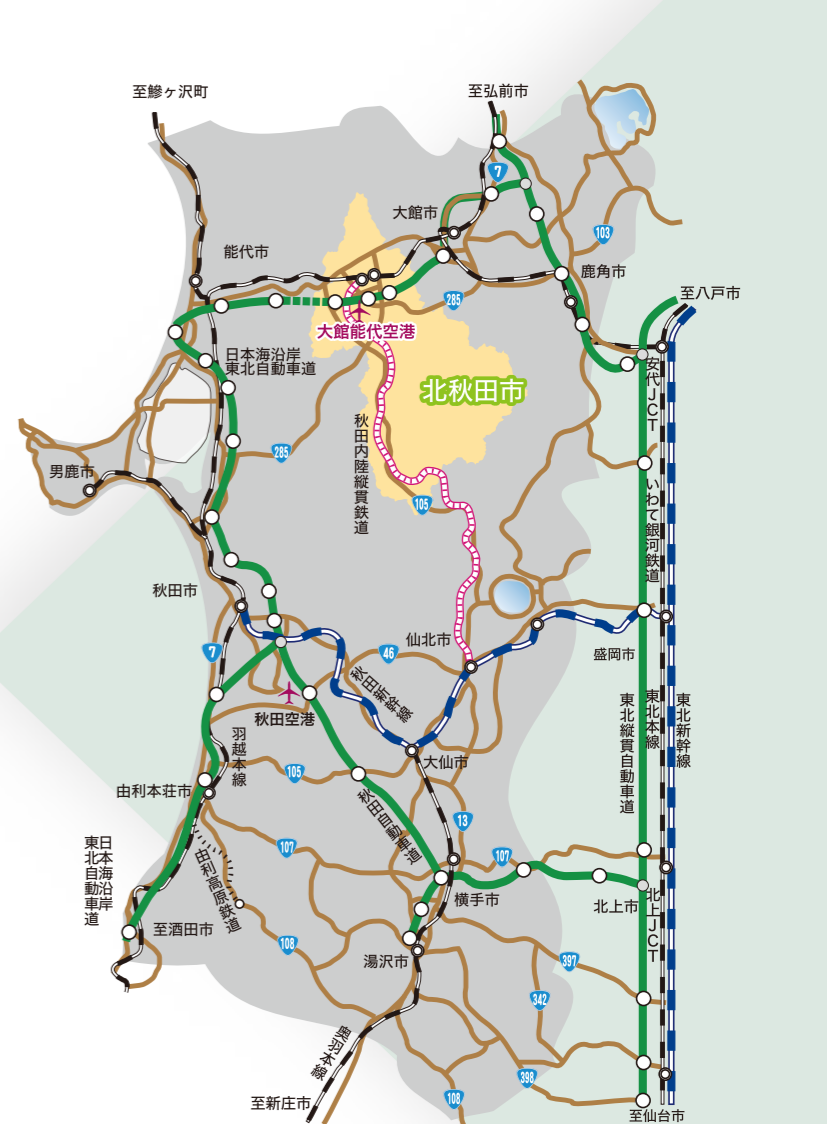 至鰺ヶ沢町
至弘前市
7
大館市
103
能代市
鹿角市
285
至八戸市
大館能代空港
日本海沿岸
東北自動車道
安代JCT
北秋田市
285
秋田内陸縦貫鉄道
男鹿市
105
いわて銀河鉄道
秋田市
仙北市
盛岡市
7
46
秋田新幹線
秋田空港
東北縦貫自動車道
東北本線
東北新幹線
羽越本線
大仙市
105
由利本荘市
秋田自動車道
13
107
107
日本海沿岸
東北自動車道
由利高原鉄道
横手市
北上市
北上JCT
至酒田市
108
湯沢市
397
342
奥羽本線
398
108
至新庄市
至仙台市